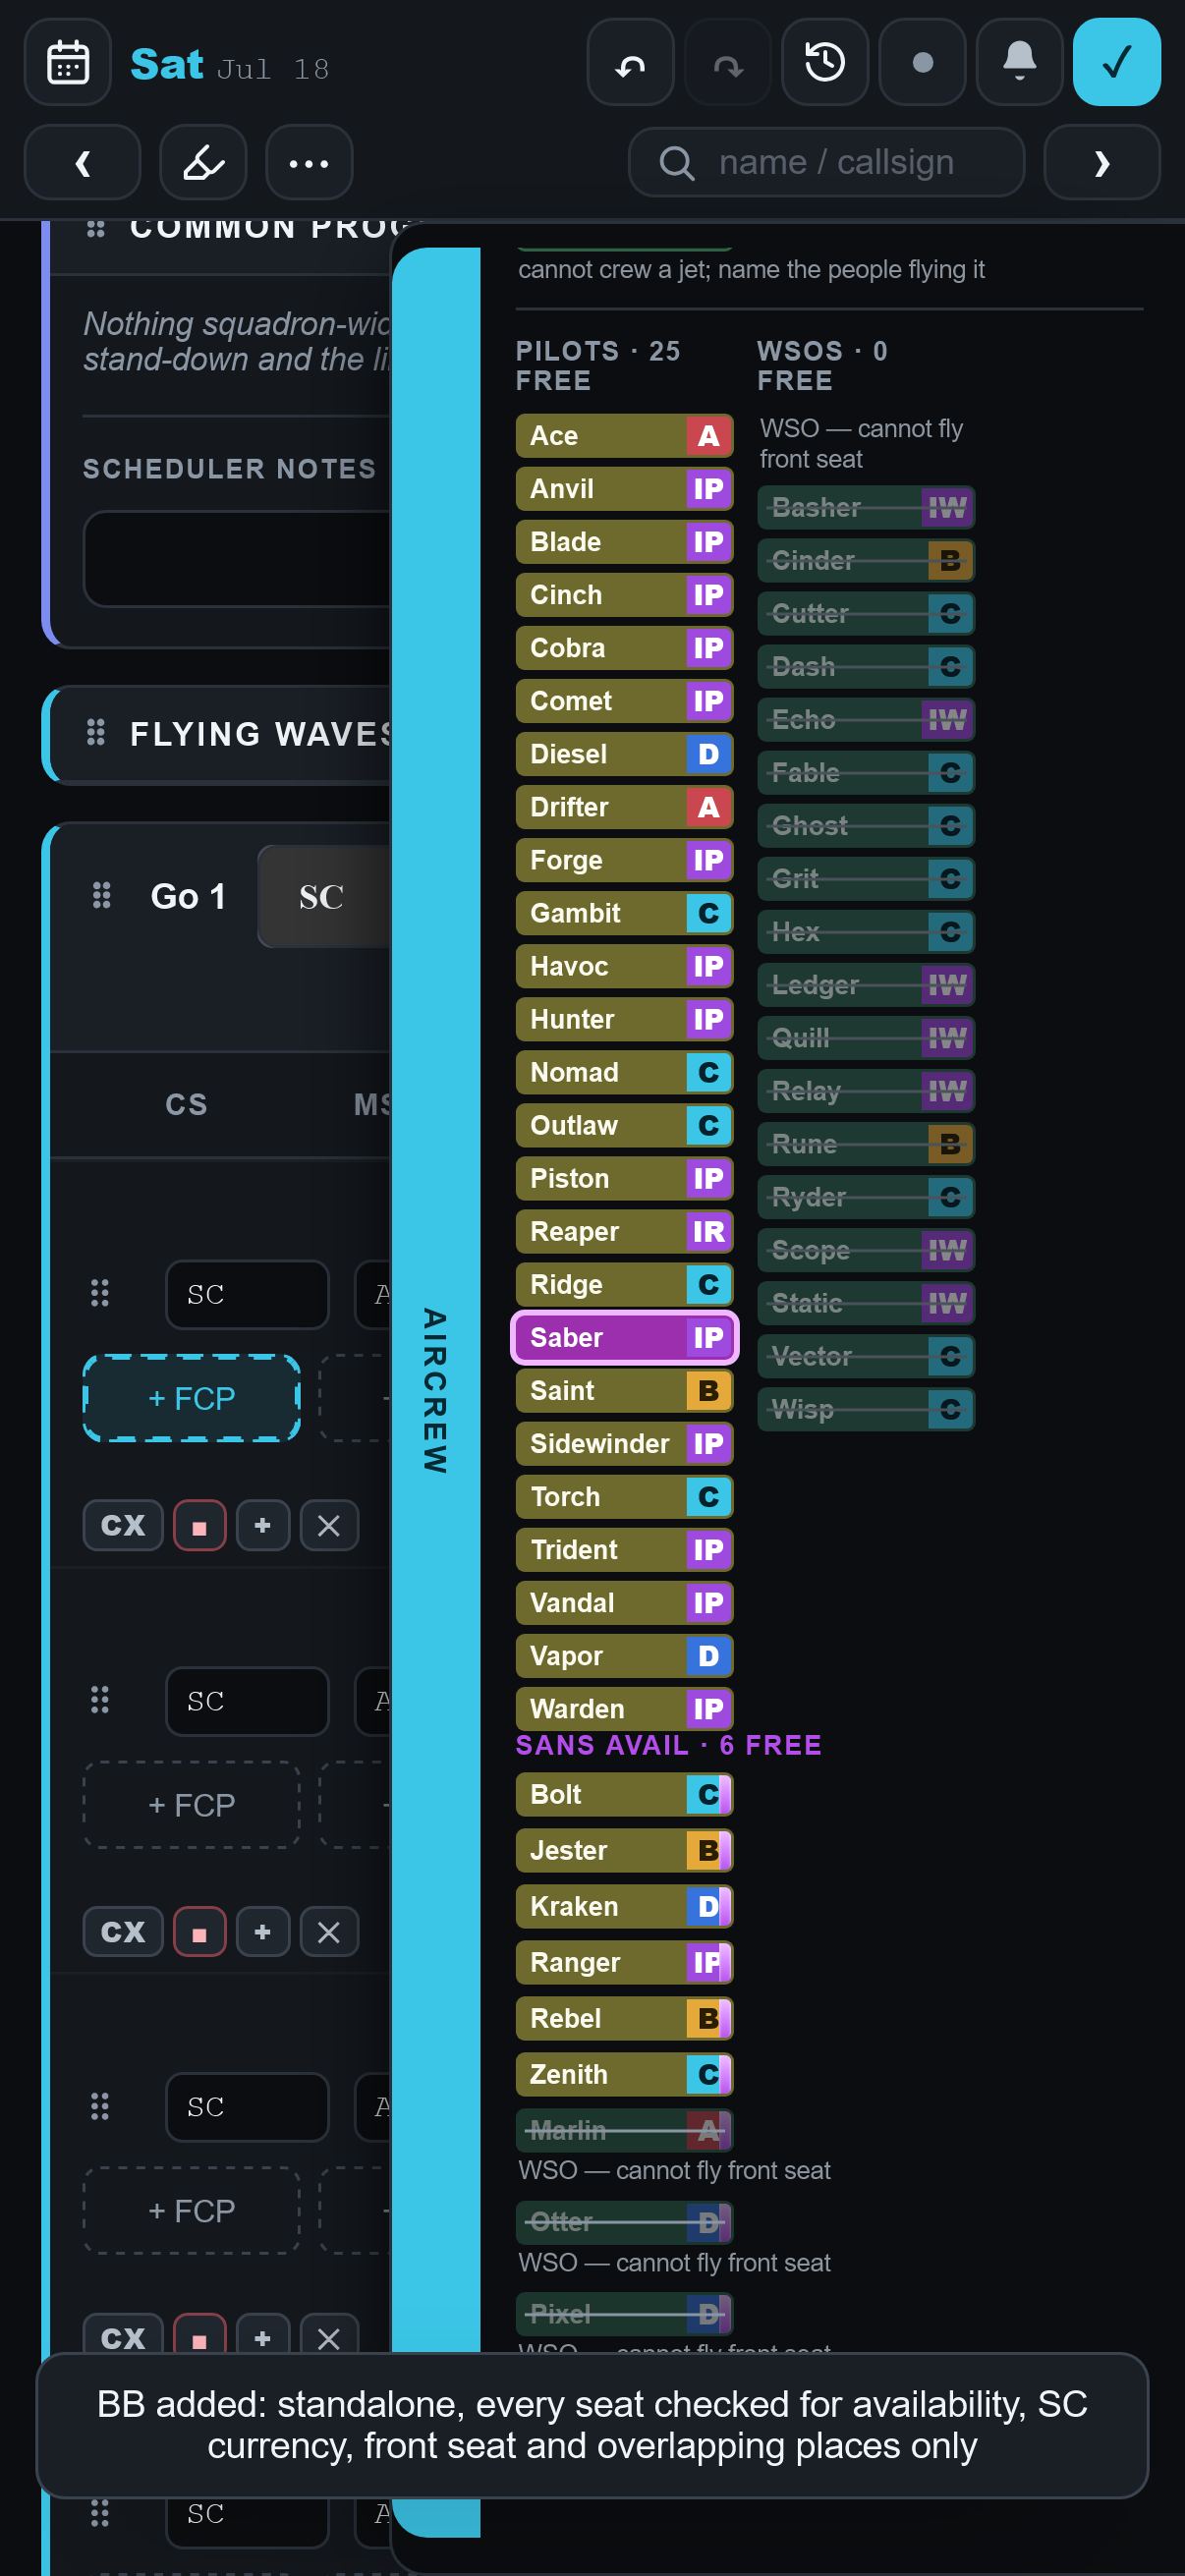 Sat Jul 18
name / callsign
COMMON PROG
Nothing squadron-wid
stand-down and the li
SCHEDULER NOTES
FLYING WAVES
Go 1 SC
CS MS
SC A
+ FCP
CX + ×
SC A
+ FCP
CX + ×
SC A
+ FCP
CX + ×
SC A
AIRCREW
cannot crew a jet; name the people flying it
PILOTS · 25
FREE
Ace A
Anvil IP
Blade IP
Cinch IP
Cobra IP
Comet IP
Diesel D
Drifter A
Forge IP
Gambit C
Havoc IP
Hunter IP
Nomad C
Outlaw C
Piston IP
Reaper IR
Ridge C
Saber IP
Saint B
Sidewinder IP
Torch C
Trident IP
Vandal IP
Vapor D
Warden IP
WSOS · 0
FREE
WSO — cannot fly
front seat
Basher IW
Cinder B
Cutter C
Dash C
Echo IW
Fable C
Ghost C
Grit C
Hex C
Ledger IW
Quill IW
Relay IW
Rune B
Ryder C
Scope IW
Static IW
Vector C
Wisp C
SANS AVAIL · 6 FREE
Bolt C
Jester B
Kraken D
Ranger IP
Rebel B
Zenith C
Marlin A
WSO — cannot fly front seat
Otter D
WSO — cannot fly front seat
Pixel D
WSO — cannot fly front seat
BB added: standalone, every seat checked for availability, SC
currency, front seat and overlapping places only